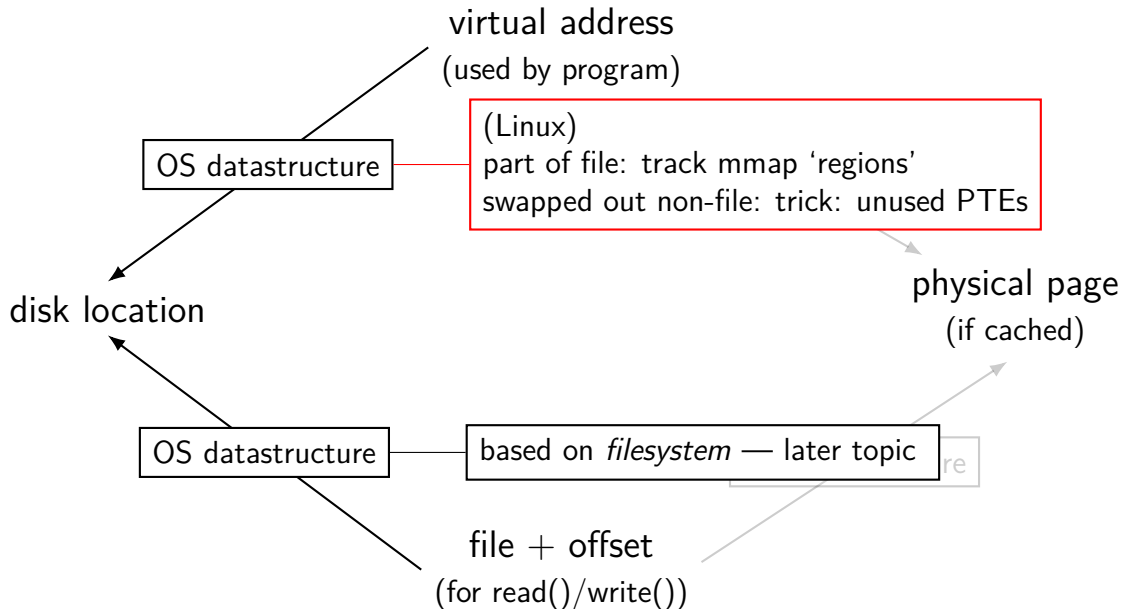 virtual address
(used by program)
OS datastructure
(Linux)
part of file: track mmap ‘regions’
swapped out non-file: trick: unused PTEs
physical page
(if cached)
disk location
OS datastructure
based on filesystem — later topic
re
file + offset
(for read()/write())